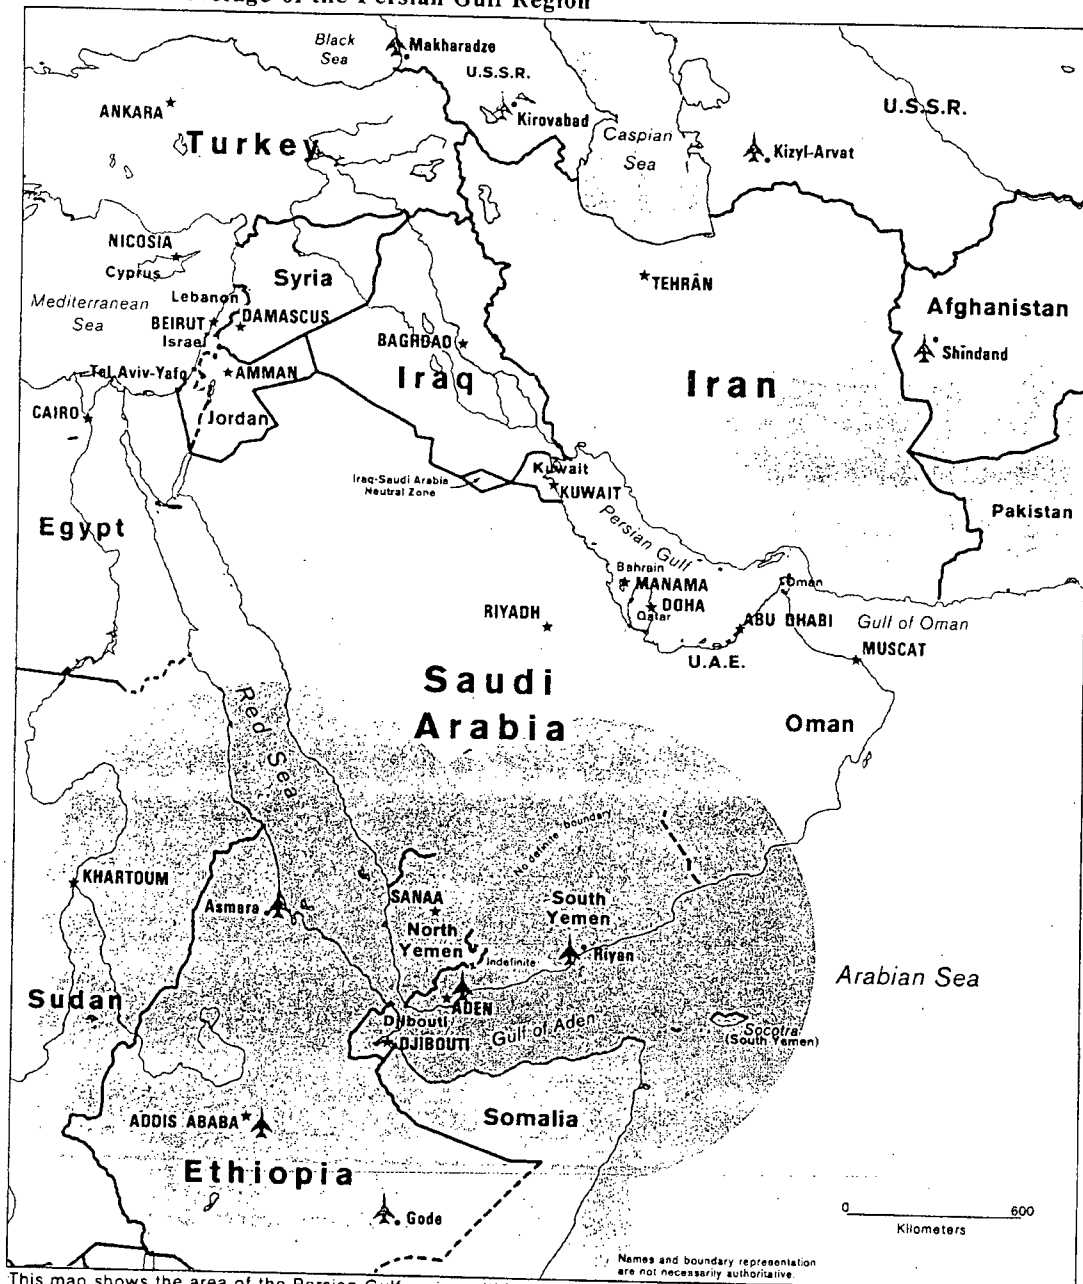 of the Persian Gulf Region
Black
Sea
Makharadze
U.S.S.R.
Kirovabad
U.S.S.R.
ANKARA
Turkey
Caspian
Sea
Kizyl-Arvat
NICOSIA
Cyprus
Syria
TEHRÂN
Lebanon
Mediterranean
Sea
BEIRUT
DAMASCUS
Israel
BAGHDAD
Afghanistan
Shindand
Tel Aviv-Yafo
AMMAN
Iraq
Iran
CAIRO
Jordan
Kuwait
Iraq-Saudi Arabia
Neutral Zone
KUWAIT
Egypt
Pakistan
Persian Gulf
Bahrain
MANAMA
Oman
RIYADH
DOHA
Qatar
ABU DHABI
Gulf of Oman
MUSCAT
U.A.E.
Saudi
Arabia
Oman
Red Sea
No definite boundary
KHARTOUM
Asmara
SANAA
North
Yemen
South
Yemen
Riyan
Indefinite
Arabian Sea
Sudan
ADEN
Djibouti
DJIBOUTI
Gulf of Aden
Socotra
(South Yemen)
ADDIS ABABA
Somalia
Ethiopia
Gode
0 600
Kilometers
Names and boundary representation
are not necessarily authoritative.
This map shows the area of the Persian Gulf